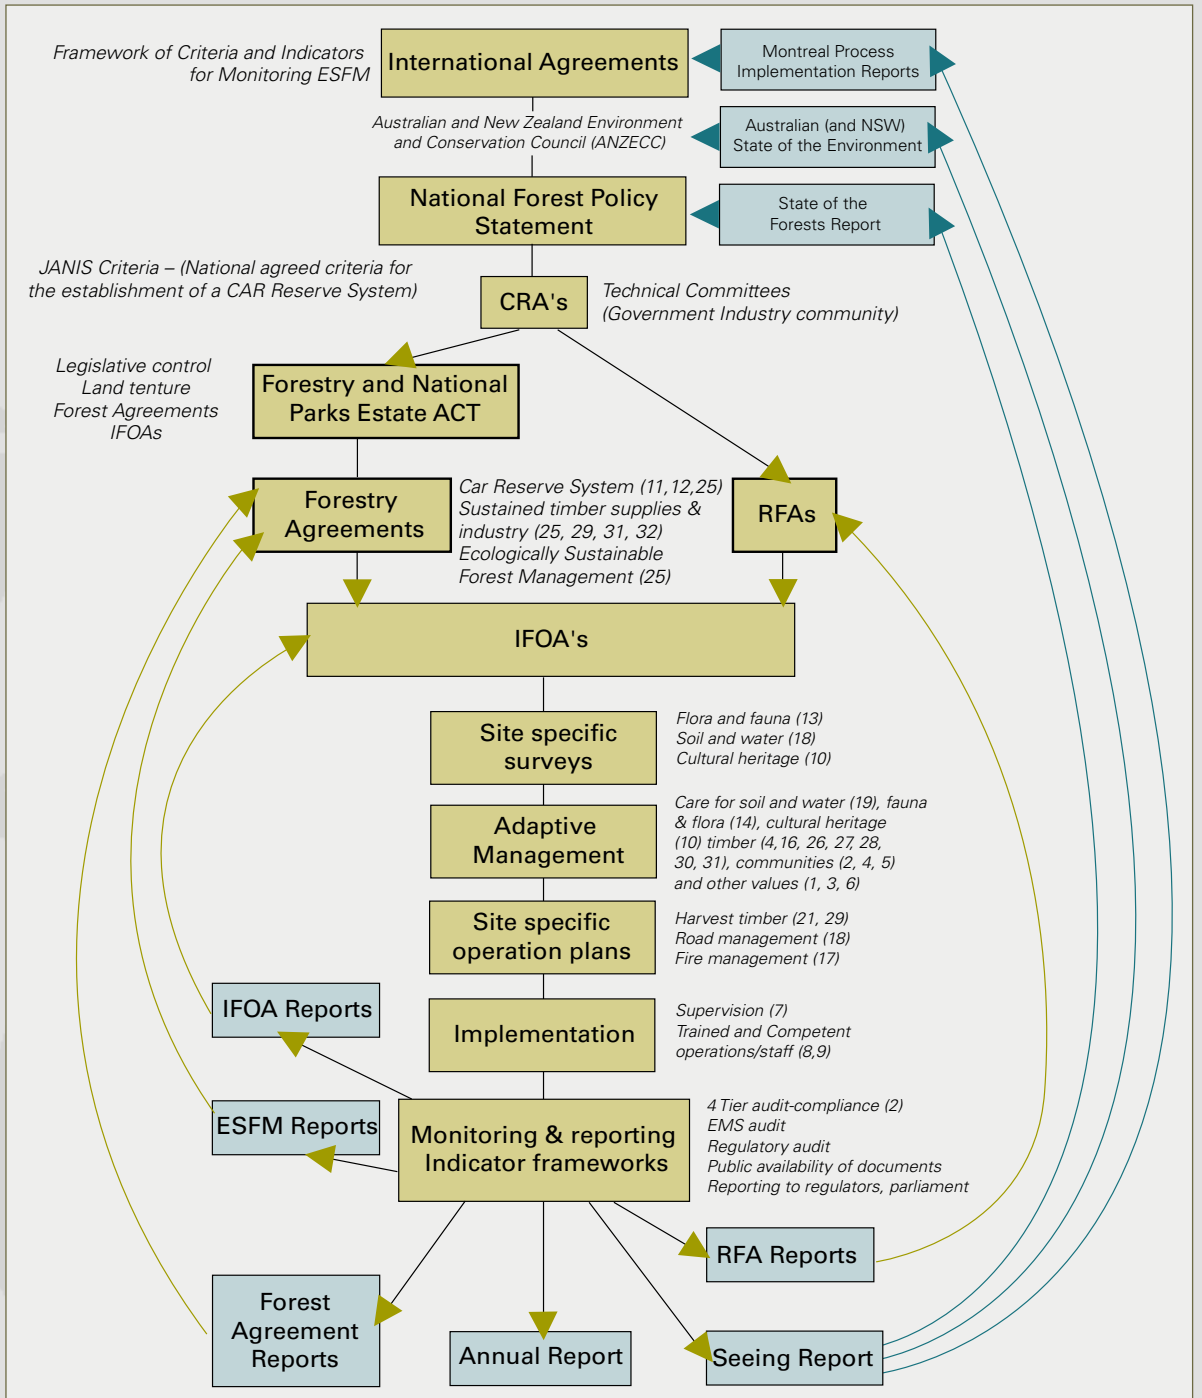 Framework of Criteria and Indicators
for Monitoring ESFM
International Agreements
Montreal Process
Implementation Reports
Australian and New Zealand Environment
and Conservation Council (ANZECC)
Australian (and NSW)
State of the Environment
National Forest Policy
Statement
State of the
Forests Report
JANIS Criteria – (National agreed criteria for
the establishment of a CAR Reserve System)
CRA's
Technical Committees
(Government Industry community)
Legislative control
Land tenure
Forest Agreements
IFOAs
Forestry and National
Parks Estate ACT
Forestry
Agreements
Car Reserve System (11,12,25)
Sustained timber supplies &
industry (25, 29, 31, 32)
Ecologically Sustainable
Forest Management (25)
RFAs
IFOA's
Site specific
surveys
Flora and fauna (13)
Soil and water (18)
Cultural heritage (10)
Adaptive
Management
Care for soil and water (19), fauna
& flora (14), cultural heritage
(10) timber (4,16, 26, 27, 28,
30, 31), communities (2, 4, 5)
and other values (1, 3, 6)
Site specific
operation plans
Harvest timber (21, 29)
Road management (18)
Fire management (17)
IFOA Reports
Implementation
Supervision (7)
Trained and Competent
operations/staff (8,9)
ESFM Reports
Monitoring & reporting
Indicator frameworks
4 Tier audit-compliance (2)
EMS audit
Regulatory audit
Public availability of documents
Reporting to regulators, parliament
RFA Reports
Forest
Agreement
Reports
Annual Report
Seeing Report